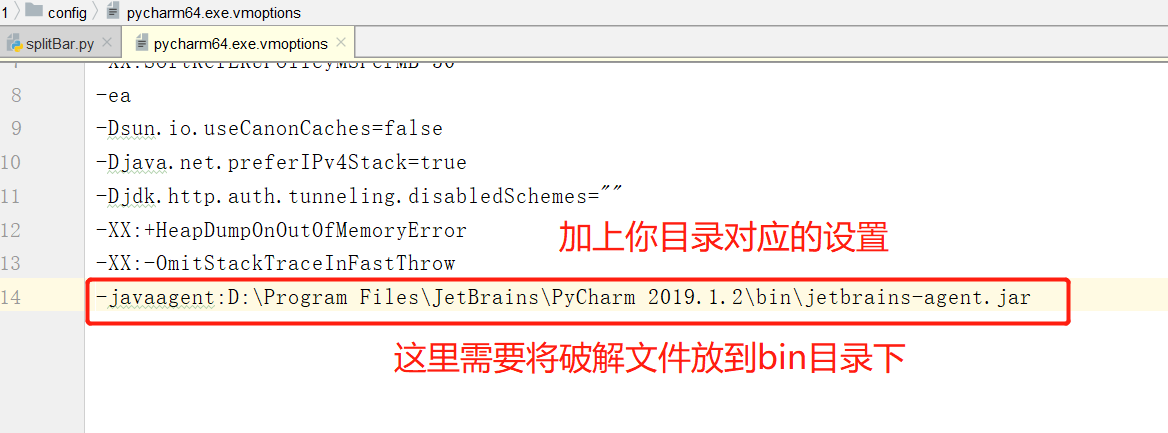 1 config pycharm64.exe.vmoptions
splitBar.py pycharm64.exe.vmoptions
8 -ea
9 -Dsun.io.useCanonCaches=false
10 -Djava.net.preferIPv4Stack=true
11 -Djdk.http.auth.tunneling.disabledSchemes=""
12 -XX:+HeapDumpOnOutOfMemoryError
加上你目录对应的设置
13 -XX:-OmitStackTraceInFastThrow
14 -javaagent:D:\Program Files\JetBrains\PyCharm 2019.1.2\bin\jetbrains-agent.jar
这里需要将破解文件放到bin目录下